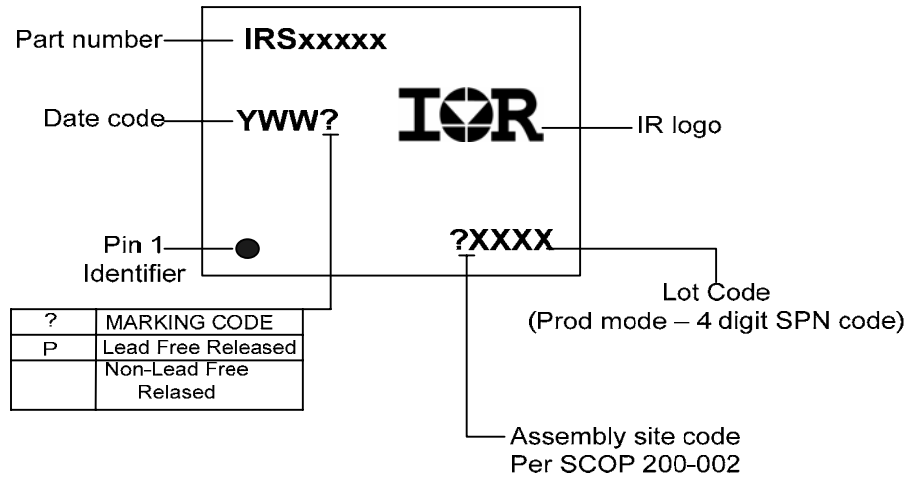 Part number
IRSxxxxx
Date code
YWW?
IOR
IR logo
Pin 1
Identifier
?XXXX
Lot Code
(Prod mode – 4 digit SPN code)
? MARKING CODE
P Lead Free Released
Non-Lead Free
Relased
Assembly site code
Per SCOP 200-002